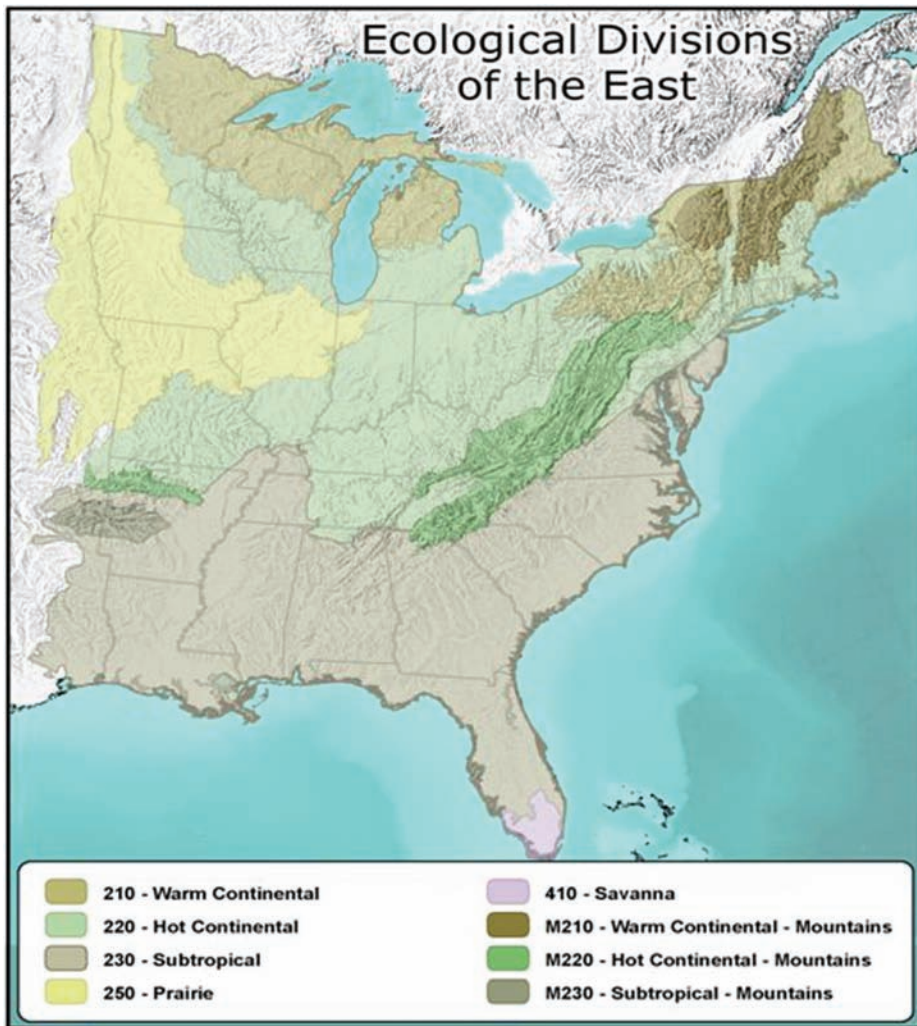 Ecological Divisions
of the East
210 - Warm Continental
220 - Hot Continental
230 - Subtropical
250 - Prairie
410 - Savanna
M210 - Warm Continental - Mountains
M220 - Hot Continental - Mountains
M230 - Subtropical - Mountains